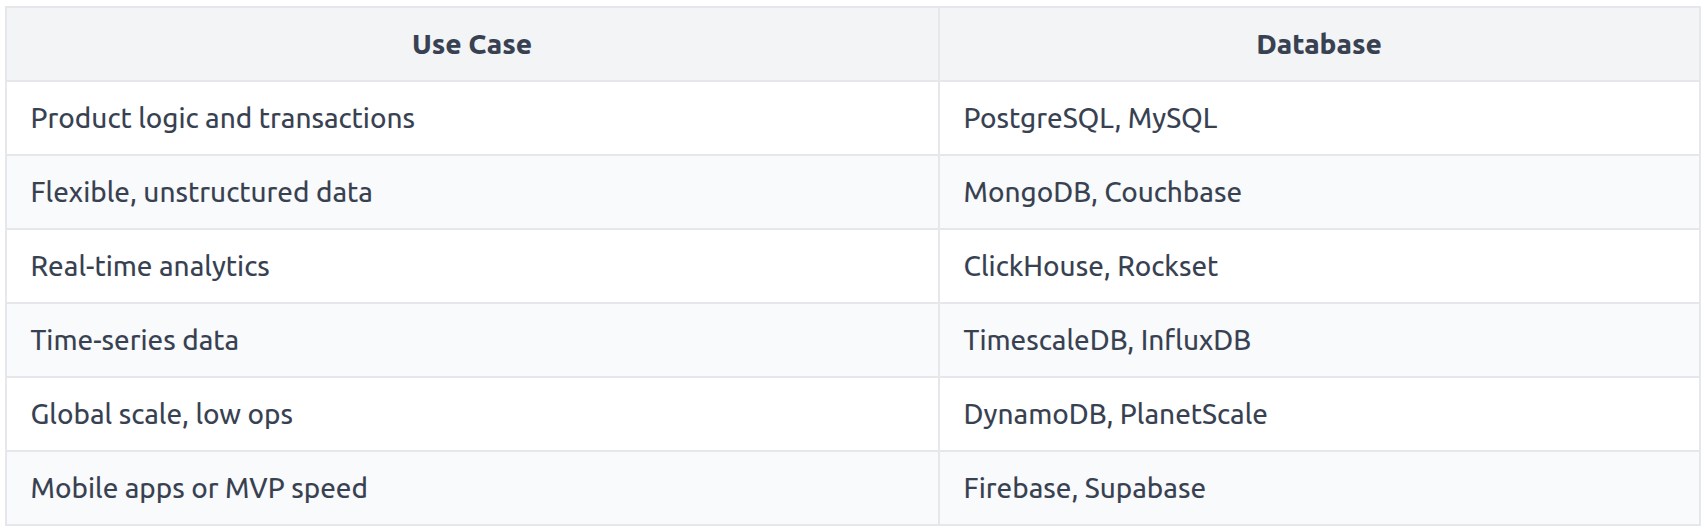 Use Case Database
Product logic and transactions PostgreSQL, MySQL
Flexible, unstructured data MongoDB, Couchbase
Real-time analytics ClickHouse, Rockset
Time-series data TimescaleDB, InfluxDB
Global scale, low ops DynamoDB, PlanetScale
Mobile apps or MVP speed Firebase, Supabase